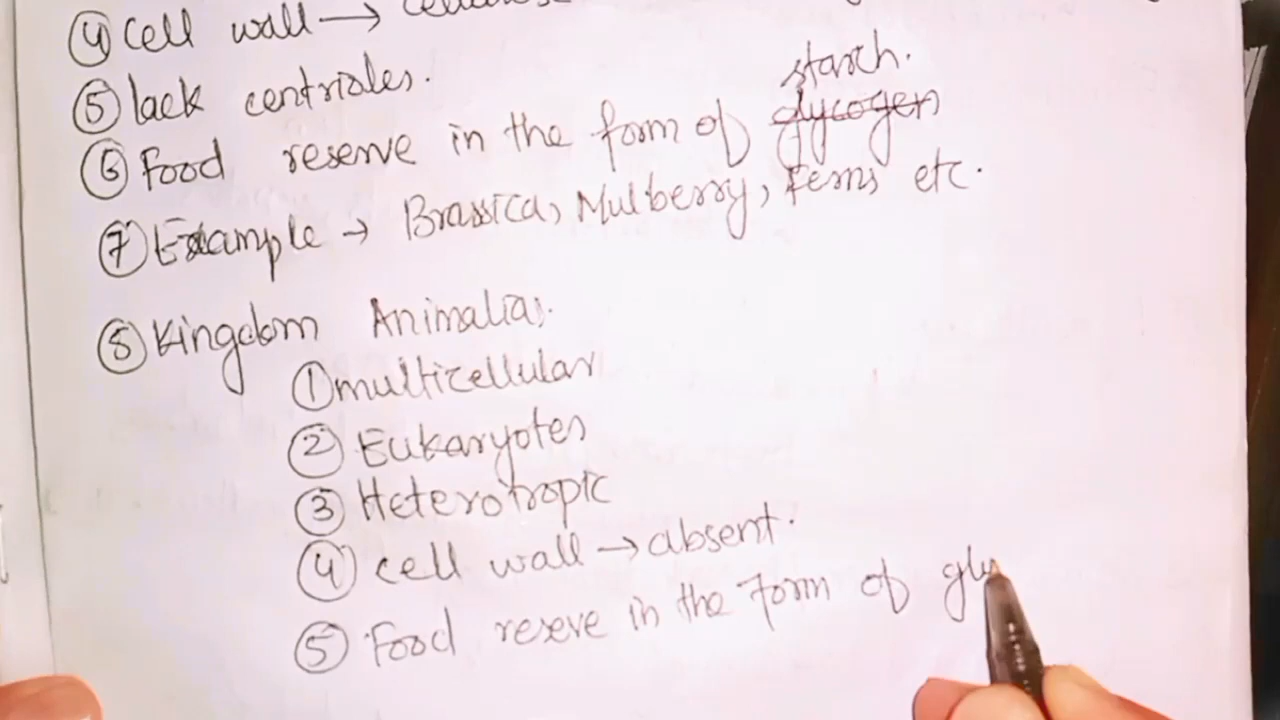 ④ Cell wall →
⑤ lack centrioles.
starch.
⑥ Food reserve in the form of glycogen
⑦ Example → Brassica, Mulberry, Ferns etc.
⑧ Kingdom Animalia.
① multicellular
② Eukaryotes
③ Heterotropic
④ cell wall → absent.
⑤ Food reseve in the form of gly